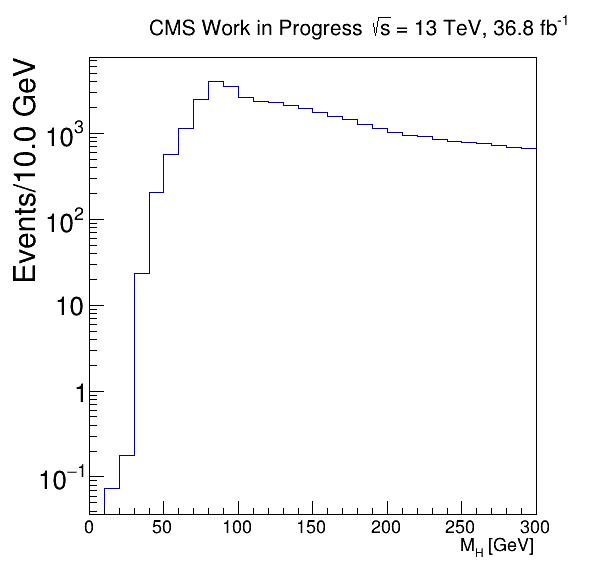 CMS Work in Progress √s = 13 TeV, 36.8 fb⁻¹
Events/10.0 GeV
10³
10²
10
1
10⁻¹
0 50 100 150 200 250 300
M_H [GeV]